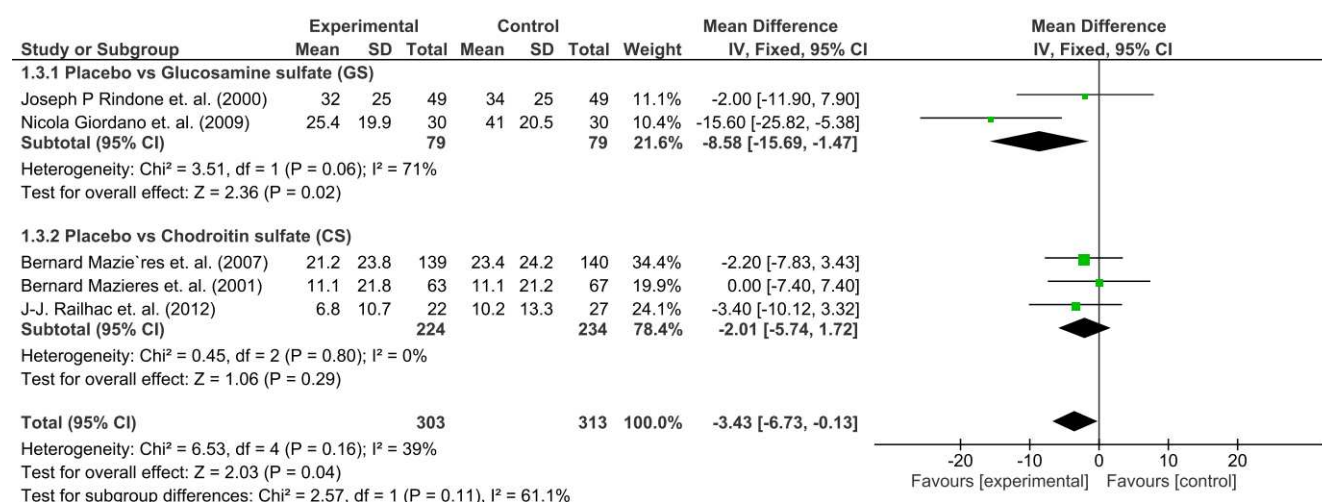 Experimental Control Mean Difference Mean Difference
Study or Subgroup Mean SD Total Mean SD Total Weight IV, Fixed, 95% CI IV, Fixed, 95% CI
1.3.1 Placebo vs Glucosamine sulfate (GS)
Joseph P Rindone et. al. (2000) 32 25 49 34 25 49 11.1% -2.00 [-11.90, 7.90]
Nicola Giordano et. al. (2009) 25.4 19.9 30 41 20.5 30 10.4% -15.60 [-25.82, -5.38]
Subtotal (95% CI) 79 79 21.6% -8.58 [-15.69, -1.47]
Heterogeneity: Chi² = 3.51, df = 1 (P = 0.06); I² = 71%
Test for overall effect: Z = 2.36 (P = 0.02)
1.3.2 Placebo vs Chodroitin sulfate (CS)
Bernard Mazie`res et. al. (2007) 21.2 23.8 139 23.4 24.2 140 34.4% -2.20 [-7.83, 3.43]
Bernard Mazieres et. al. (2001) 11.1 21.8 63 11.1 21.2 67 19.9% 0.00 [-7.40, 7.40]
J-J. Railhac et. al. (2012) 6.8 10.7 22 10.2 13.3 27 24.1% -3.40 [-10.12, 3.32]
Subtotal (95% CI) 224 234 78.4% -2.01 [-5.74, 1.72]
Heterogeneity: Chi² = 0.45, df = 2 (P = 0.80); I² = 0%
Test for overall effect: Z = 1.06 (P = 0.29)
Total (95% CI) 303 313 100.0% -3.43 [-6.73, -0.13]
Heterogeneity: Chi² = 6.53, df = 4 (P = 0.16); I² = 39%
Test for overall effect: Z = 2.03 (P = 0.04)
Test for subgroup differences: Chi² = 2.57, df = 1 (P = 0.11), I² = 61.1%
-20 -10 0 10 20
Favours [experimental] Favours [control]